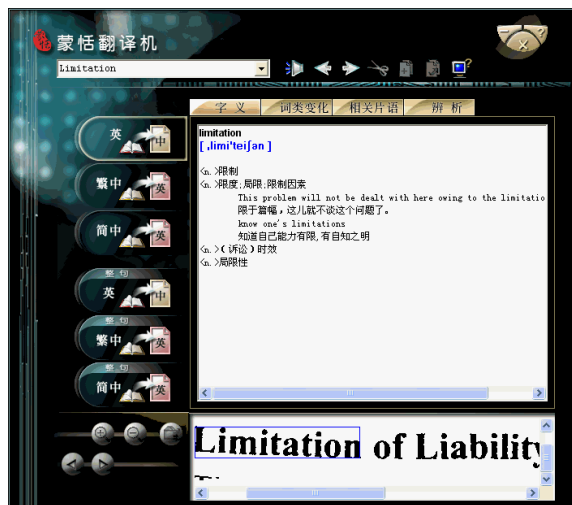 蒙恬翻译机
Limitation
字 义 词类变化 相关片语 辨 析
英 中
繁中 英
简中 英
整句
英 中
整句
繁中 英
整句
简中 英
limitation
[ ,limi'teiʃən ]
<n. >限制
<n. >限度;局限;限制因素
This problem will not be dealt with here owing to the limitatio
限于篇幅，这儿就不谈这个问题了。
know one's limitations
知道自己能力有限,有自知之明
<n. >（诉讼）时效
<n. >局限性
Limitation of Liability